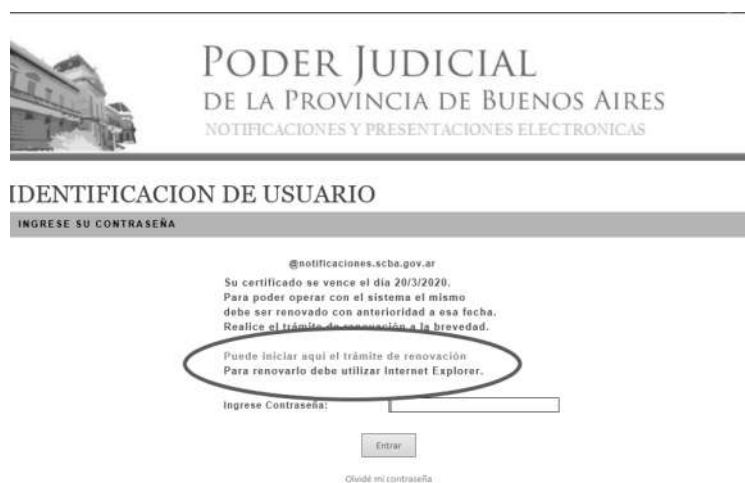 PODER JUDICIAL
DE LA PROVINCIA DE BUENOS AIRES
NOTIFICACIONES Y PRESENTACIONES ELECTRONICAS
IDENTIFICACION DE USUARIO
INGRESE SU CONTRASEÑA
@notificaciones.scba.gov.ar
Su certificado se vence el día 20/3/2020.
Para poder operar con el sistema el mismo
debe ser renovado con anterioridad a esa fecha.
Realice el trámite de renovación a la brevedad.
Puede iniciar aquí el trámite de renovación
Para renovarlo debe utilizar Internet Explorer.
Ingrese Contraseña:
Entrar
Olvidé mi contraseña